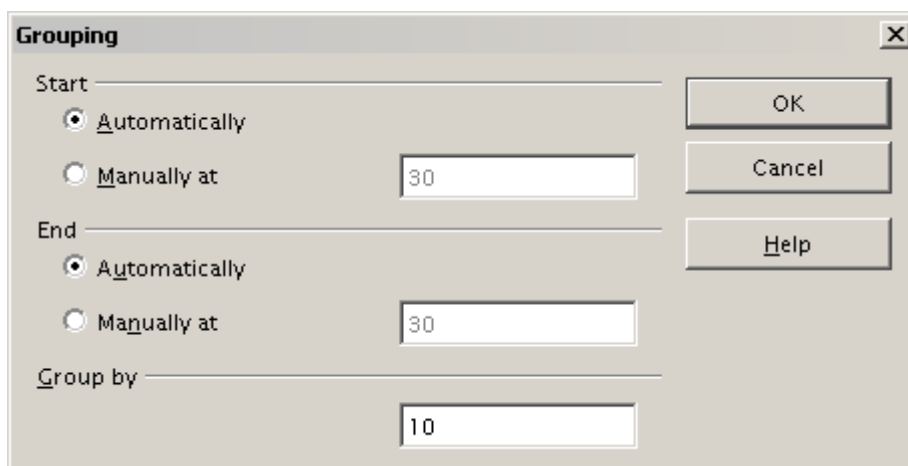 Grouping
Start
Automatically
Manually at
30
End
Automatically
Manually at
30
Group by
10
OK
Cancel
Help